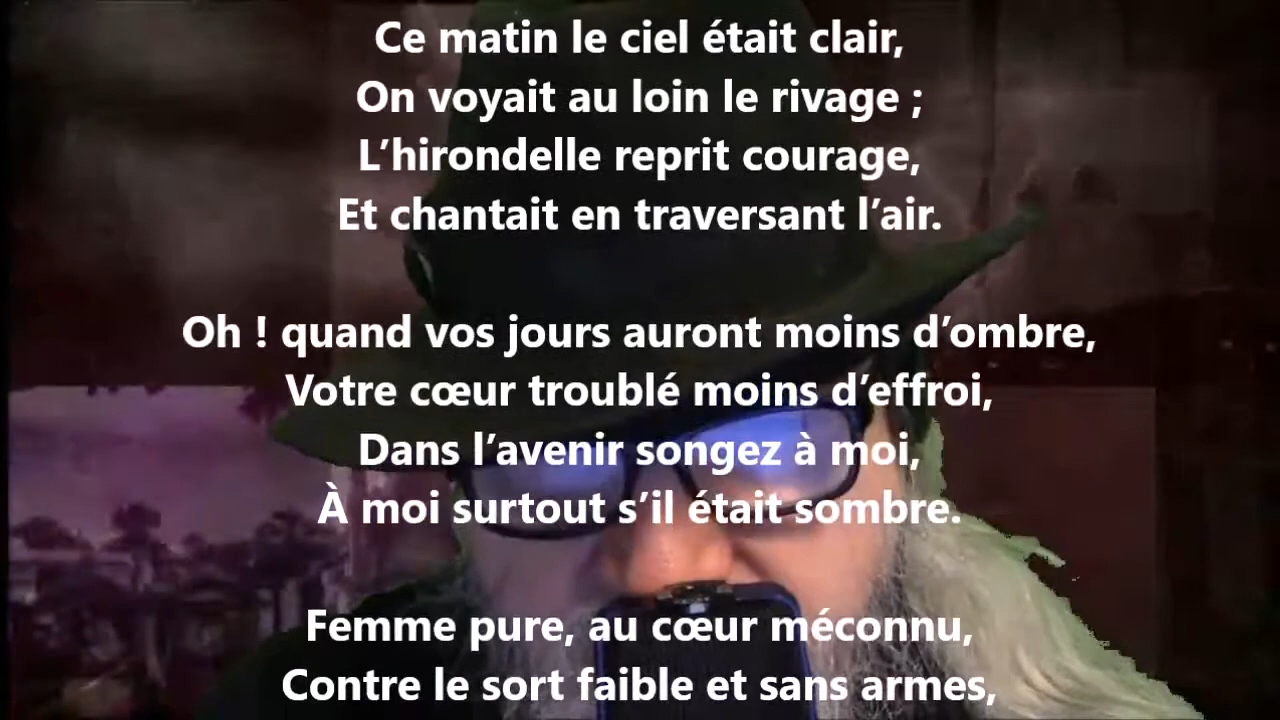 Ce matin le ciel était clair,
On voyait au loin le rivage ;
L’hirondelle reprit courage,
Et chantait en traversant l’air.
Oh ! quand vos jours auront moins d’ombre,
Votre cœur troublé moins d’effroi,
Dans l’avenir songez à moi,
À moi surtout s’il était sombre.
Femme pure, au cœur méconnu,
Contre le sort faible et sans armes,